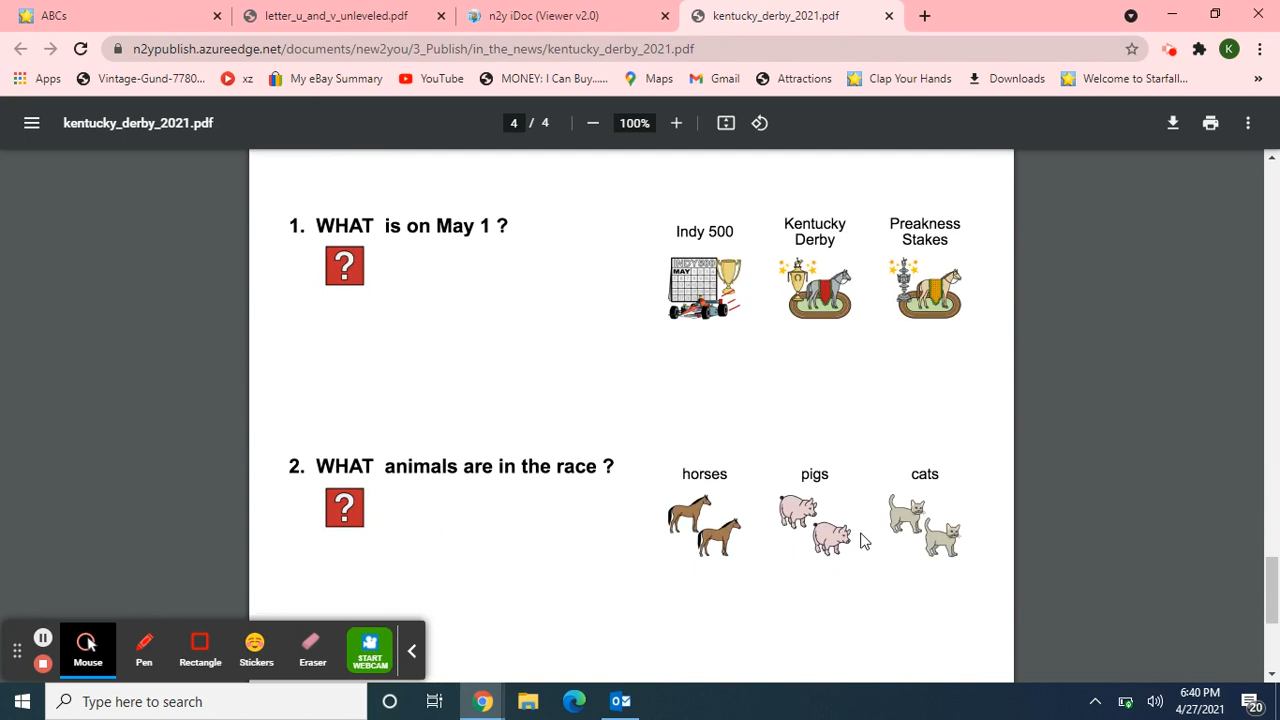 ABCs
letter_u_and_v_unleveled.pdf
n2y iDoc (Viewer v2.0)
kentucky_derby_2021.pdf
n2ypublish.azureedge.net/documents/new2you/3_Publish/in_the_news/kentucky_derby_2021.pdf
K
Apps
Vintage-Gund-7780...
xz
My eBay Summary
YouTube
MONEY: I Can Buy.....
Maps
Gmail
Attractions
Clap Your Hands
Downloads
Welcome to Starfall...
kentucky_derby_2021.pdf
4 / 4
100%
1. WHAT is on May 1 ?
?
Indy 500
INDY 500
MAY
Kentucky
Derby
Preakness
Stakes
2. WHAT animals are in the race ?
?
horses
pigs
cats
Mouse
Pen
Rectangle
Stickers
Eraser
START
WEBCAM
Type here to search
6:40 PM
4/27/2021
20